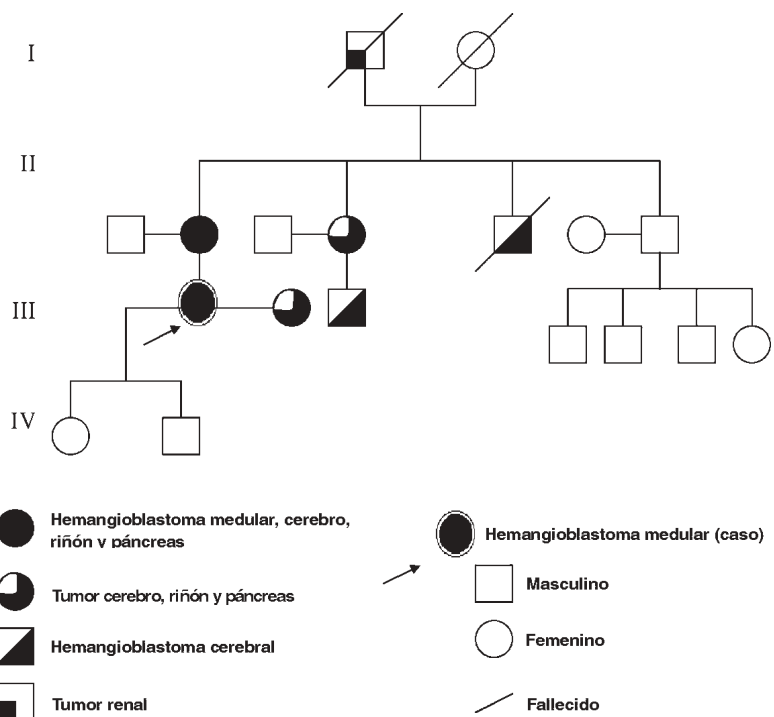 I
II
III
IV
Hemangioblastoma medular, cerebro,
riñón y páncreas
Tumor cerebro, riñón y páncreas
Hemangioblastoma cerebral
Tumor renal
Hemangioblastoma medular (caso)
Masculino
Femenino
Fallecido